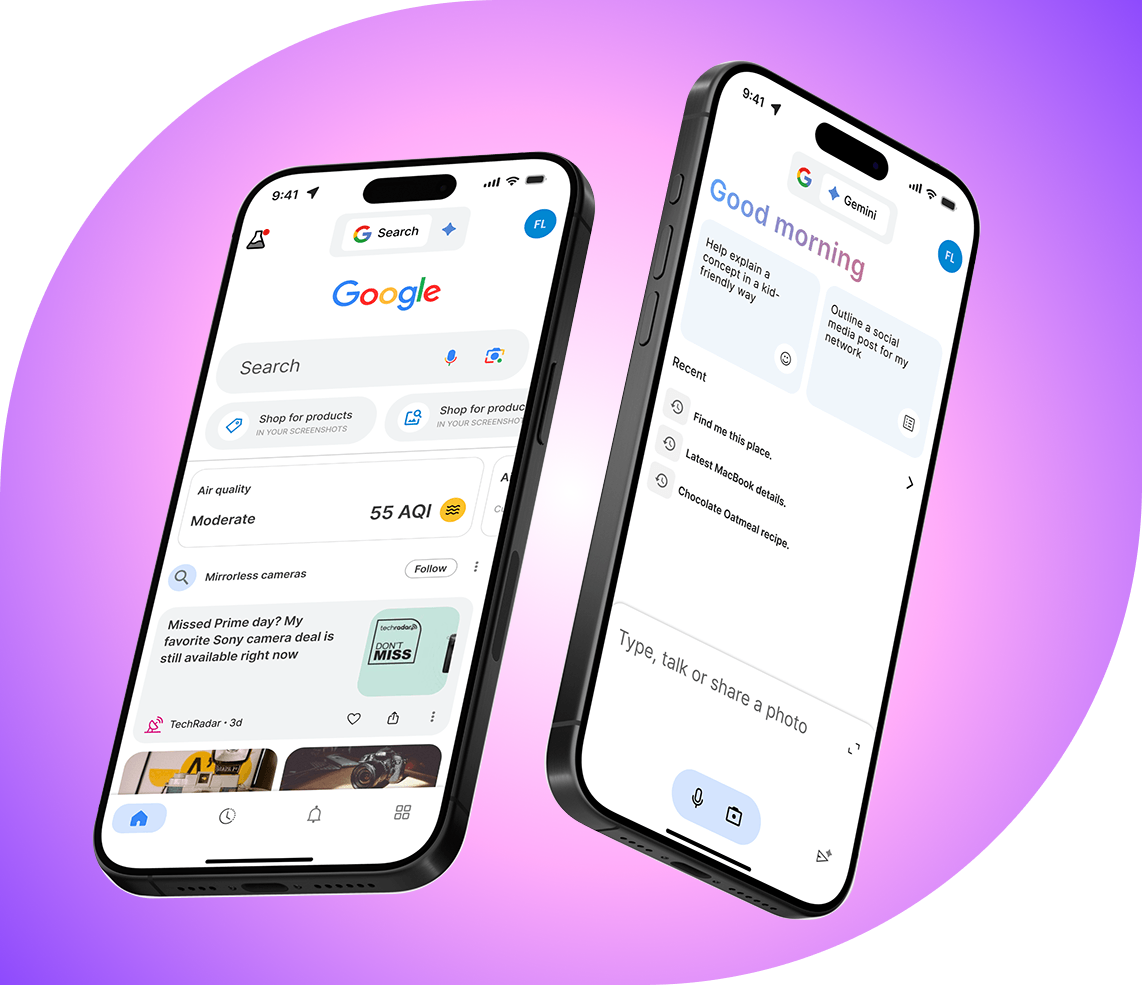 9:41
Search
FL
Google
Search
Shop for products
IN YOUR SCREENSHOTS
Shop for produc
IN YOUR SCREENSHOTS
Air quality
Moderate
55 AQI
A
Cu
Mirrorless cameras
Follow
Missed Prime day? My
favorite Sony camera deal is
still available right now
techradar
DON'T
MISS
TechRadar • 3d
9:41
Gemini
FL
Good morning
Help explain a
concept in a kid-
friendly way
Outline a social
media post for my
network
Recent
Find me this place.
Latest MacBook details.
Chocolate Oatmeal recipe.
Type, talk or share a photo